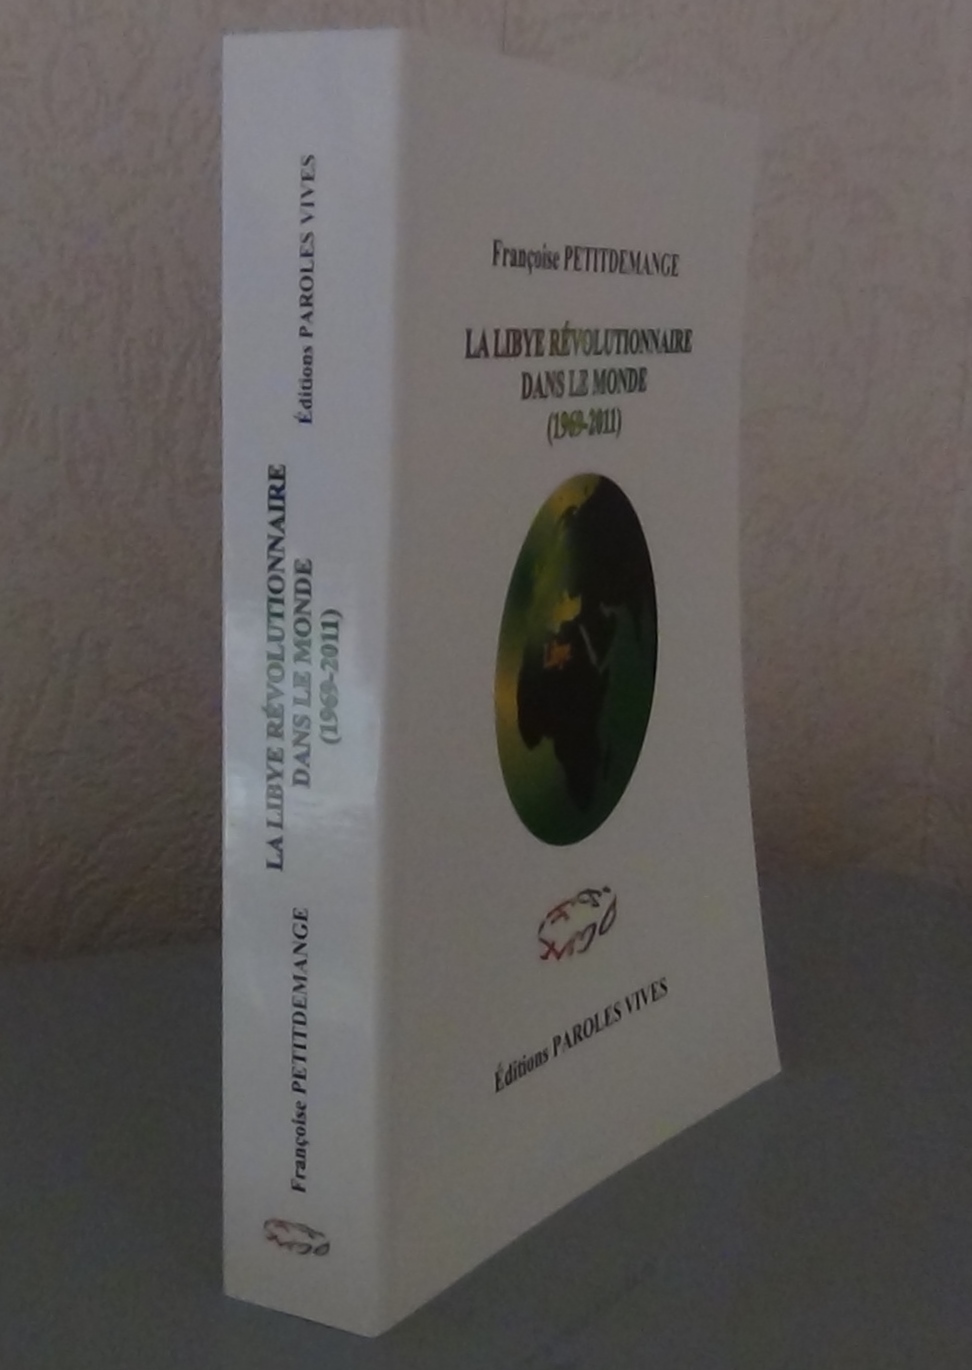 Françoise PETITDEMANGE
LA LIBYE RÉVOLUTIONNAIRE
DANS LE MONDE
(1969-2011)
Éditions PAROLES VIVES
Françoise PETITDEMANGE
LA LIBYE RÉVOLUTIONNAIRE
DANS LE MONDE
(1969-2011)
Libye
Éditions PAROLES VIVES